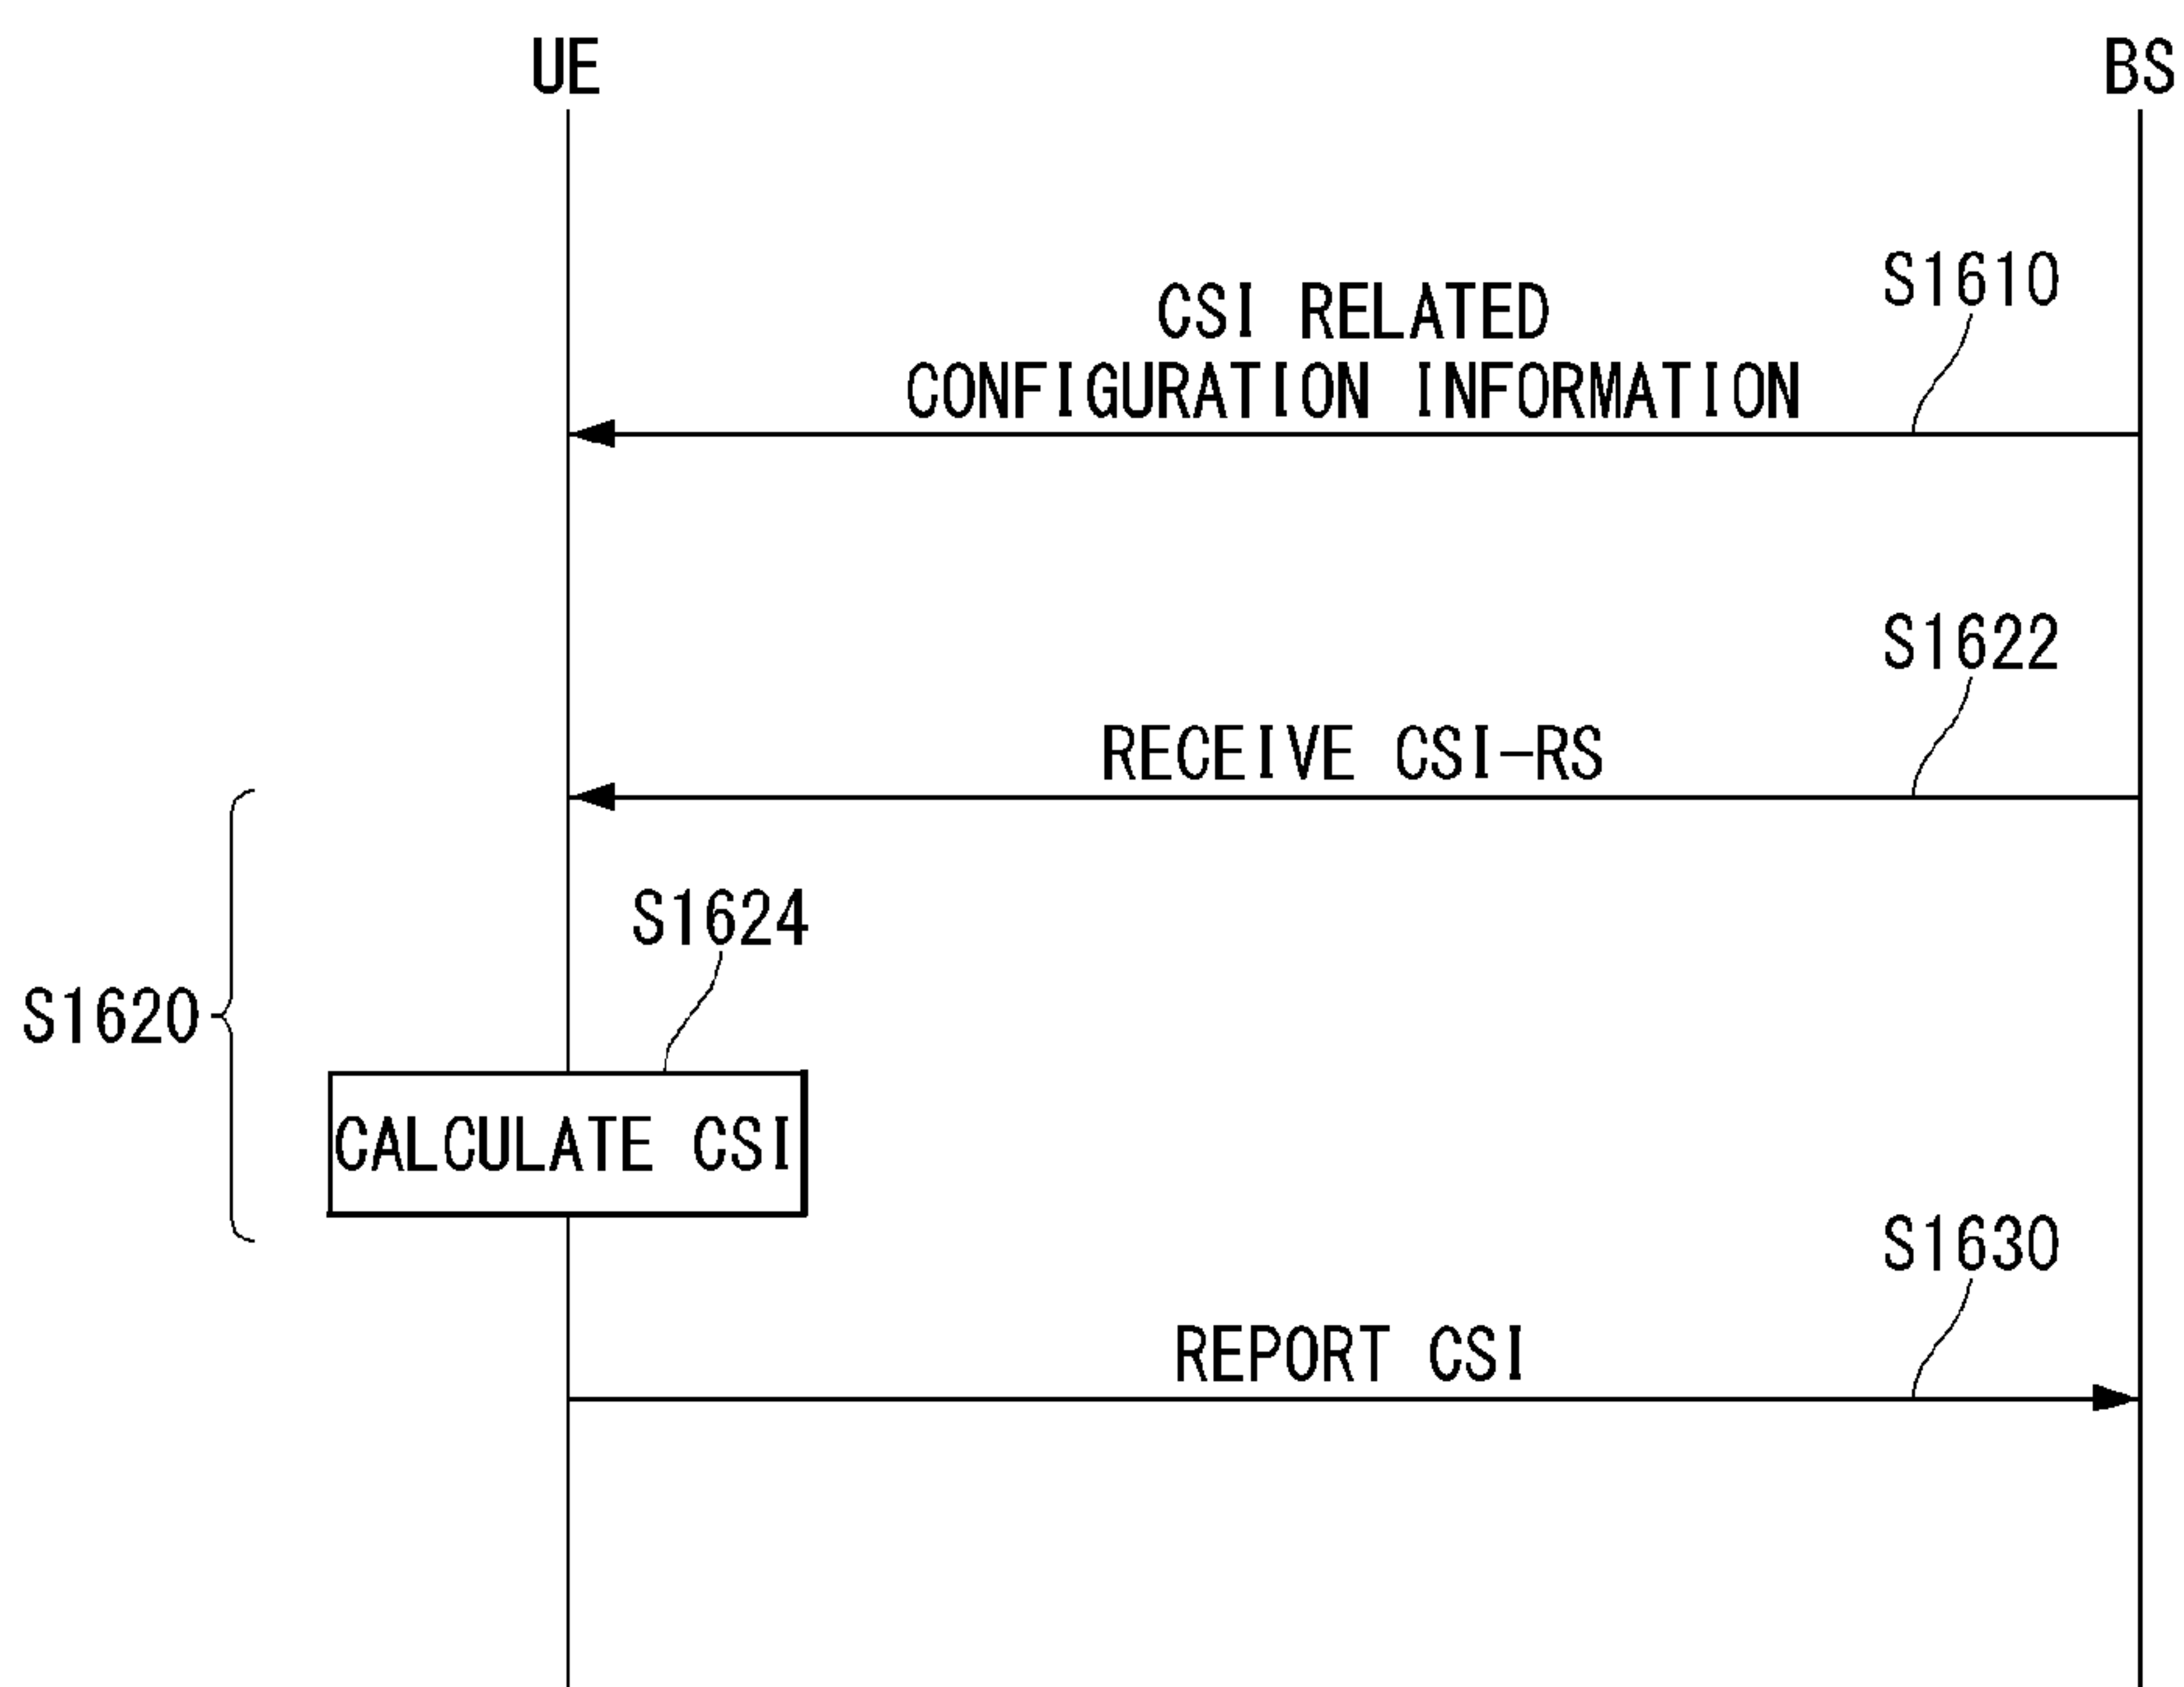 UE
BS
S1610
CSI RELATED
CONFIGURATION INFORMATION
S1622
RECEIVE CSI-RS
S1624
S1620
CALCULATE CSI
S1630
REPORT CSI